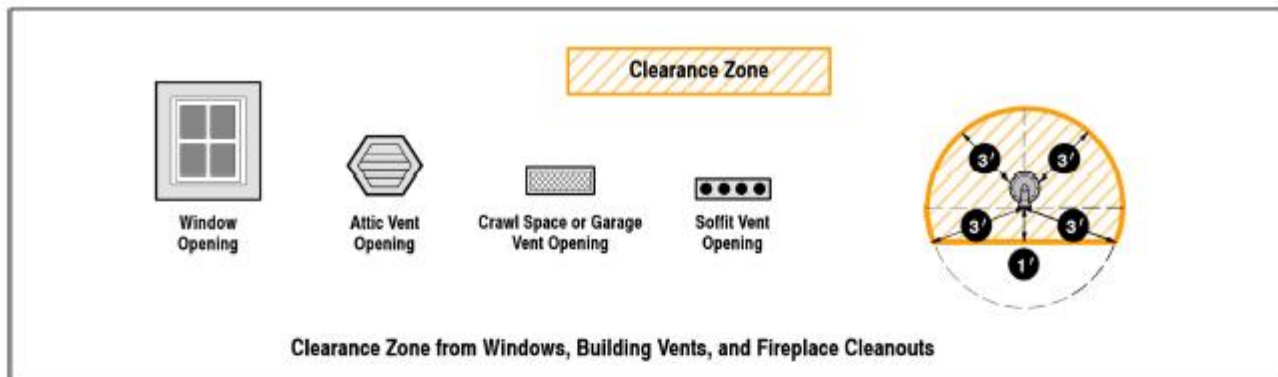 Clearance Zone
Window
Opening
Attic Vent
Opening
Crawl Space or Garage
Vent Opening
Soffit Vent
Opening
3′
3′
3′
3′
1′
Clearance Zone from Windows, Building Vents, and Fireplace Cleanouts